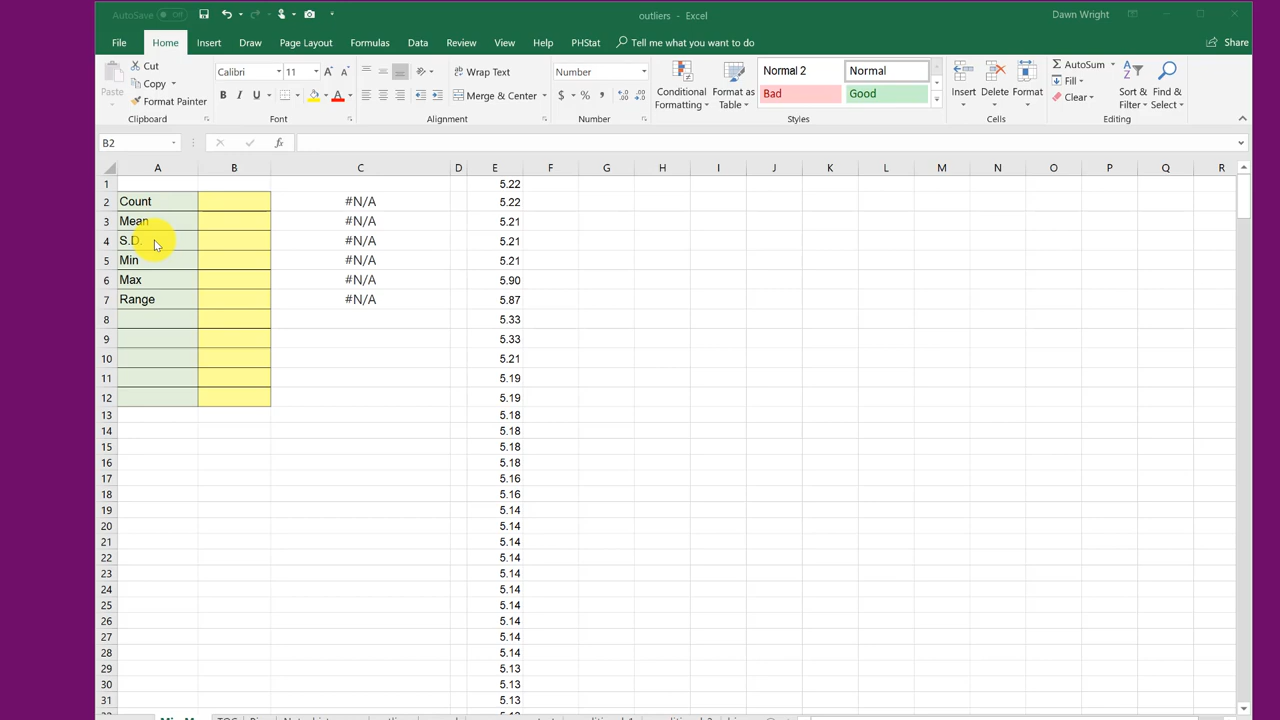 AutoSave Off outliers - Excel Dawn Wright
File Home Insert Draw Page Layout Formulas Data Review View Help PHStat Tell me what you want to do Share
Paste Cut Copy Format Painter
Calibri 11
B I U A
Wrap Text
Merge & Center
Number
$ % ,
Conditional Formatting
Format as Table
Normal 2 Normal
Bad Good
Insert Delete Format
AutoSum
Fill
Clear
Sort & Filter
Find & Select
Clipboard Font Alignment Number Styles Cells Editing
B2 fx
A B C D E F G H I J K L M N O P Q R
1 5.22
2 Count #N/A 5.22
3 Mean #N/A 5.21
4 S.D. #N/A 5.21
5 Min #N/A 5.21
6 Max #N/A 5.90
7 Range #N/A 5.87
8 5.33
9 5.33
10 5.21
11 5.19
12 5.19
13 5.18
14 5.18
15 5.18
16 5.18
17 5.16
18 5.16
19 5.14
20 5.14
21 5.14
22 5.14
23 5.14
24 5.14
25 5.14
26 5.14
27 5.14
28 5.14
29 5.13
30 5.13
31 5.13